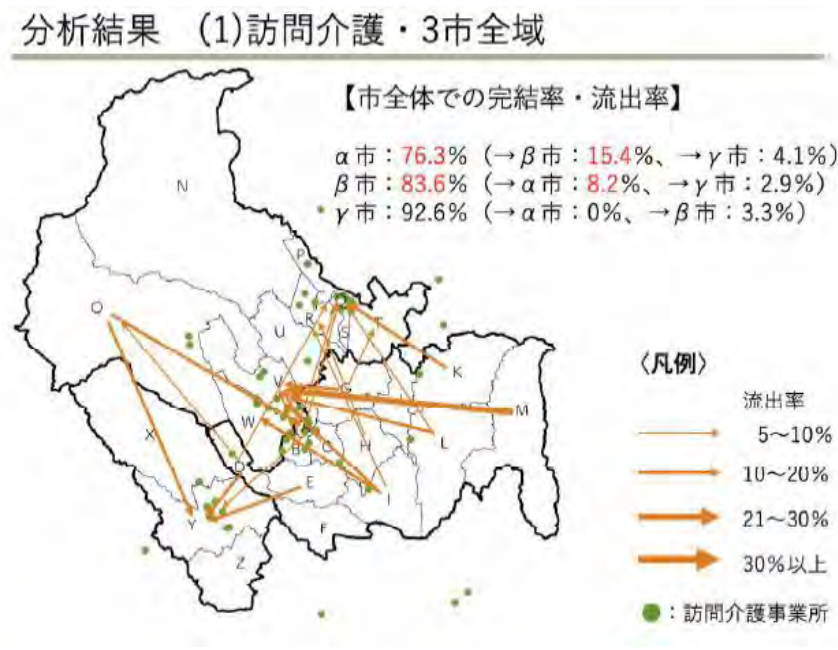 分析結果 (1)訪問介護・3市全域
【市全体での完結率・流出率】
α市：76.3% (→β市：15.4%、→γ市：4.1%)
β市：83.6% (→α市：8.2%、→γ市：2.9%)
γ市：92.6% (→α市：0%、→β市：3.3%)
N
P
O
R
S
T
U
K
V
M
W
X
B
C
H
L
D
E
I
Y
F
Z
〈凡例〉
流出率
5～10%
10～20%
21～30%
30%以上
：訪問介護事業所